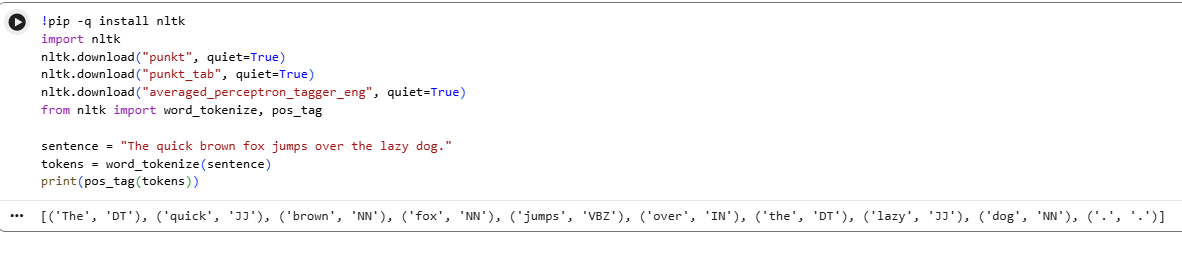 !pip -q install nltk
import nltk
nltk.download("punkt", quiet=True)
nltk.download("punkt_tab", quiet=True)
nltk.download("averaged_perceptron_tagger_eng", quiet=True)
from nltk import word_tokenize, pos_tag
sentence = "The quick brown fox jumps over the lazy dog."
tokens = word_tokenize(sentence)
print(pos_tag(tokens))
[('The', 'DT'), ('quick', 'JJ'), ('brown', 'NN'), ('fox', 'NN'), ('jumps', 'VBZ'), ('over', 'IN'), ('the', 'DT'), ('lazy', 'JJ'), ('dog', 'NN'), ('.', '.')]